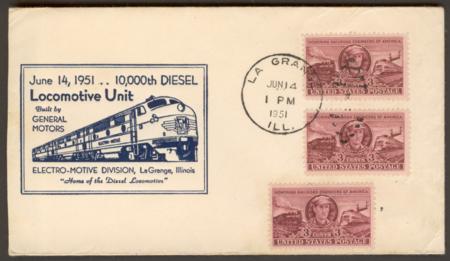 June 14, 1951 . . 10,000th DIESEL
Locomotive Unit
Built by
GENERAL
MOTORS
ELECTRO-MOTIVE DIVISION, LaGrange, Illinois
"Home of the Diesel Locomotive"
LA GRANGE
JUN 14
1 PM
1951
ILL.
HONORING RAILROAD ENGINEERS OF AMERICA
UNITED STATES POSTAGE
HONORING RAILROAD ENGINEERS OF AMERICA
3 CENTS 3
UNITED STATES POSTAGE
HONORING RAILROAD ENGINEERS OF AMERICA
3 CENTS 3
UNITED STATES POSTAGE